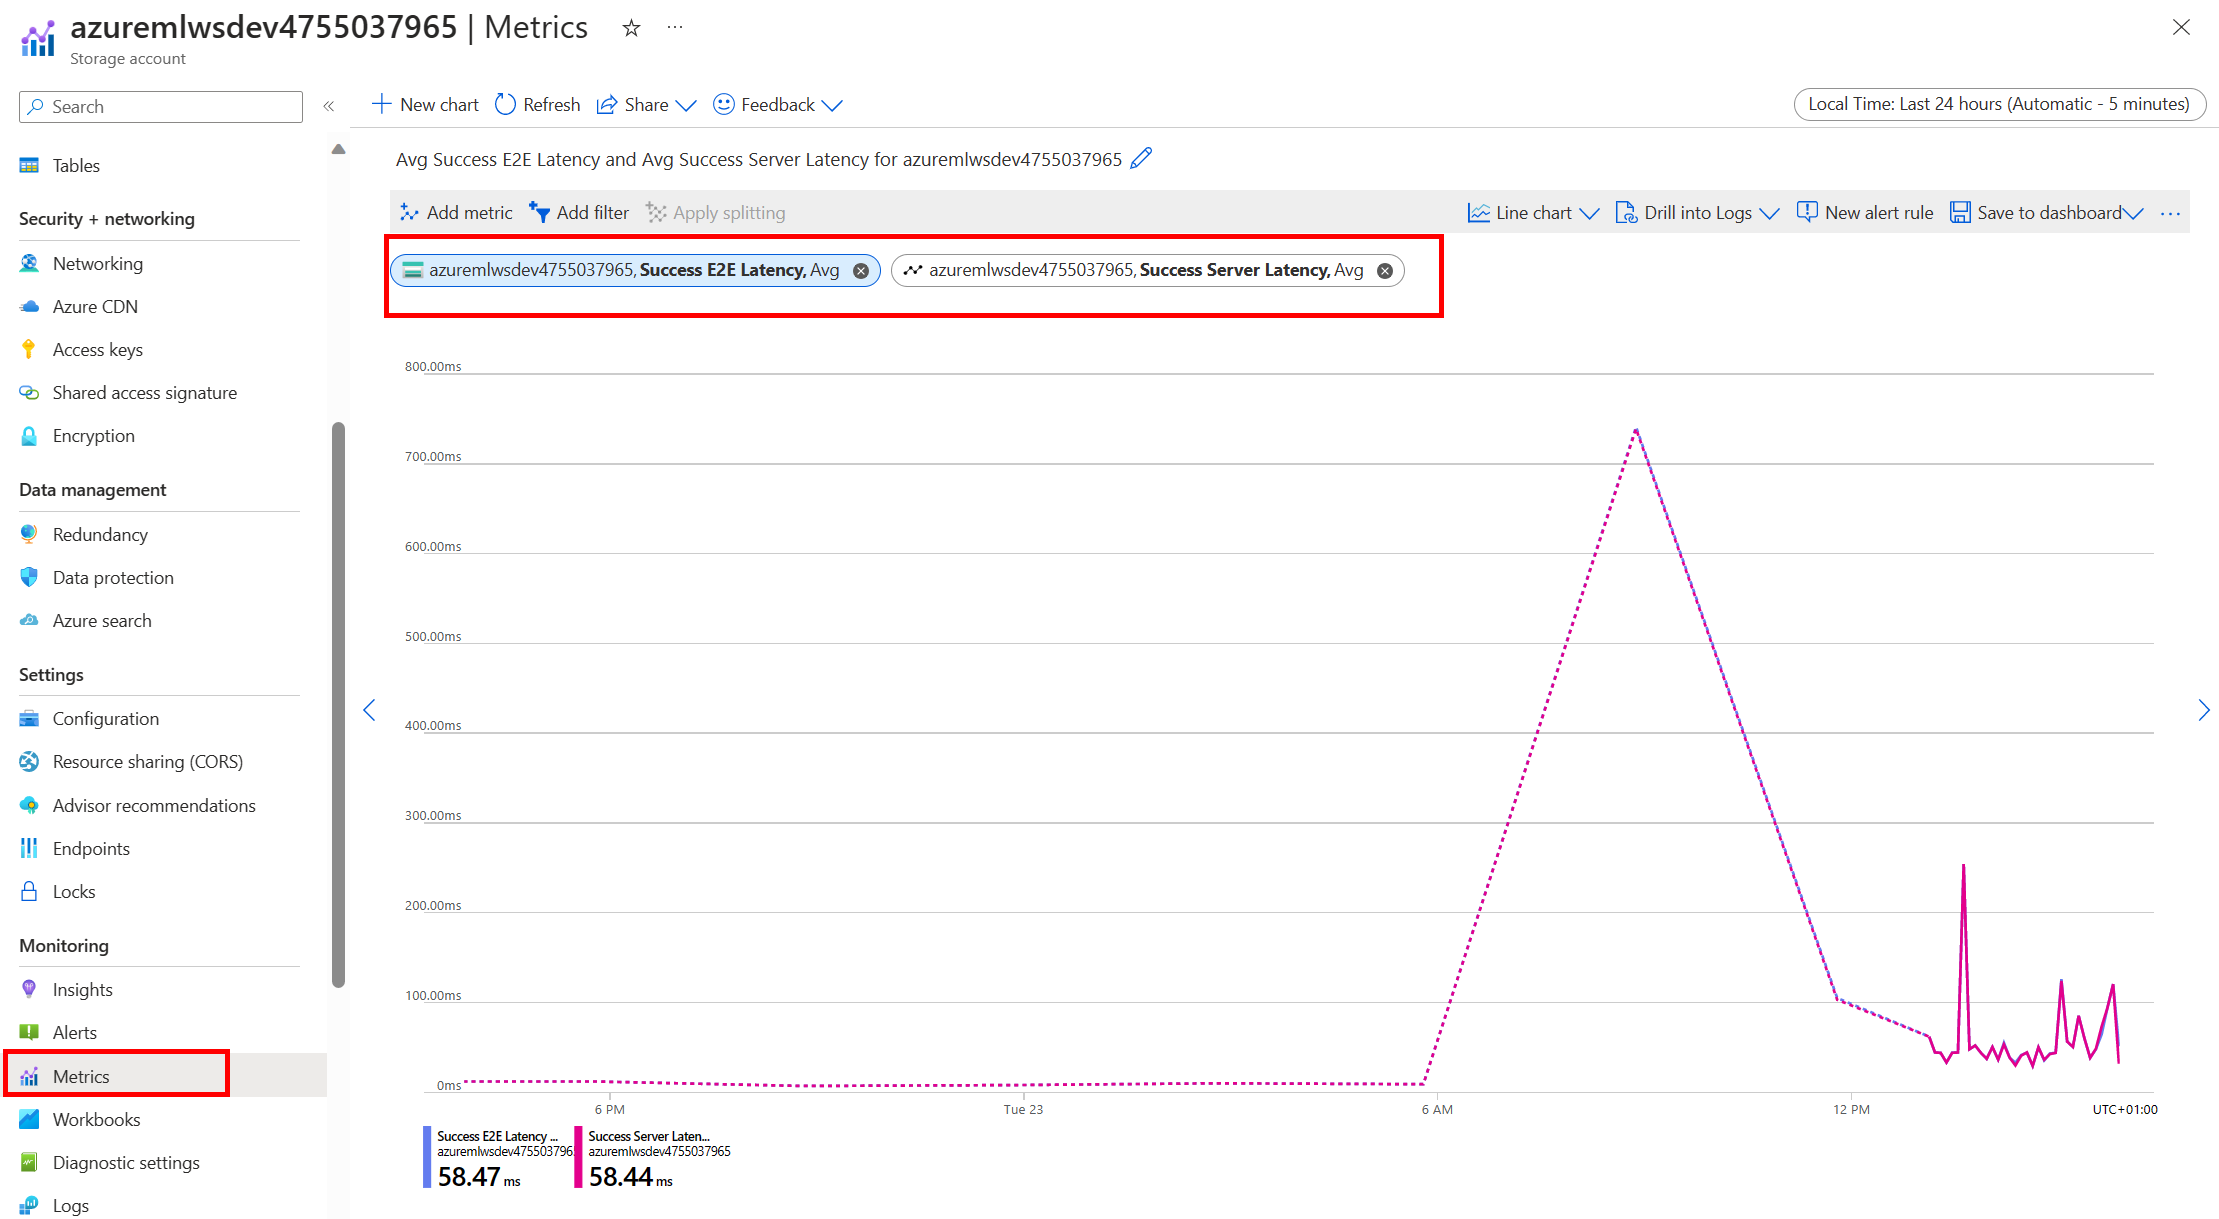 azuremlwsdev4755037965 | Metrics
Storage account
Search
New chart Refresh Share Feedback
Local Time: Last 24 hours (Automatic - 5 minutes)
Tables
Security + networking
Networking
Azure CDN
Access keys
Shared access signature
Encryption
Data management
Redundancy
Data protection
Azure search
Settings
Configuration
Resource sharing (CORS)
Advisor recommendations
Endpoints
Locks
Monitoring
Insights
Alerts
Metrics
Workbooks
Diagnostic settings
Logs
Avg Success E2E Latency and Avg Success Server Latency for azuremlwsdev4755037965
Add metric Add filter Apply splitting
Line chart Drill into Logs New alert rule Save to dashboard
azuremlwsdev4755037965, Success E2E Latency, Avg
azuremlwsdev4755037965, Success Server Latency, Avg
800.00ms
700.00ms
600.00ms
500.00ms
400.00ms
300.00ms
200.00ms
100.00ms
0ms
6 PM Tue 23 6 AM 12 PM UTC+01:00
Success E2E Latency ...
azuremlwsdev475503796
58.47 ms
Success Server Laten...
azuremlwsdev4755037965
58.44 ms